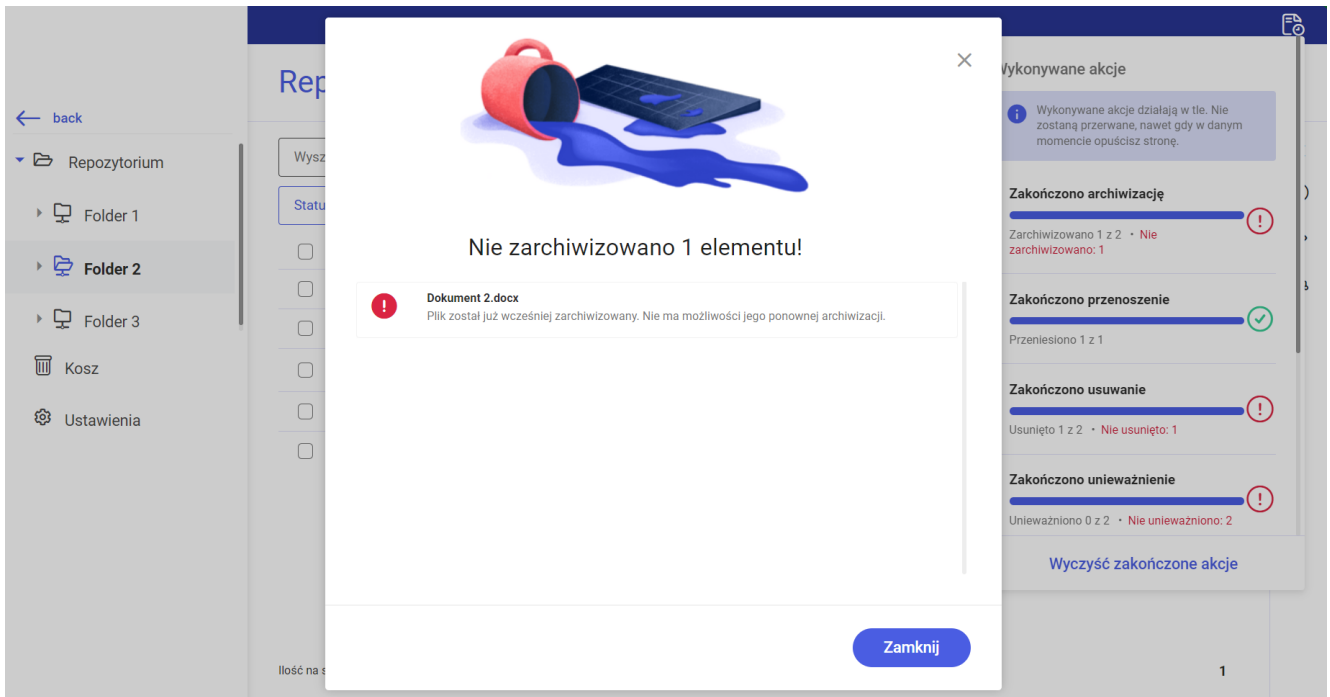 back
Repozytorium
Folder 1
Folder 2
Folder 3
Kosz
Ustawienia
Nie zarchiwizowano 1 elementu!
Dokument 2.docx
Plik został już wcześniej zarchiwizowany. Nie ma możliwości jego ponownej archiwizacji.
Zamknij
akcje
Wykonywane akcje działają w tle. Nie
zostaną przerwane, nawet gdy w danym
momencie opuścisz stronę.
Zakończono archiwizację
Zarchiwizowano 1 z 2 • Nie
zarchiwizowano: 1
Zakończono przenoszenie
Przeniesiono 1 z 1
Zakończono usuwanie
Usunięto 1 z 2 • Nie usunięto: 1
Zakończono unieważnienie
Unieważniono 0 z 2 • Nie unieważniono: 2
Wyczyść zakończone akcje
Ilość na
1